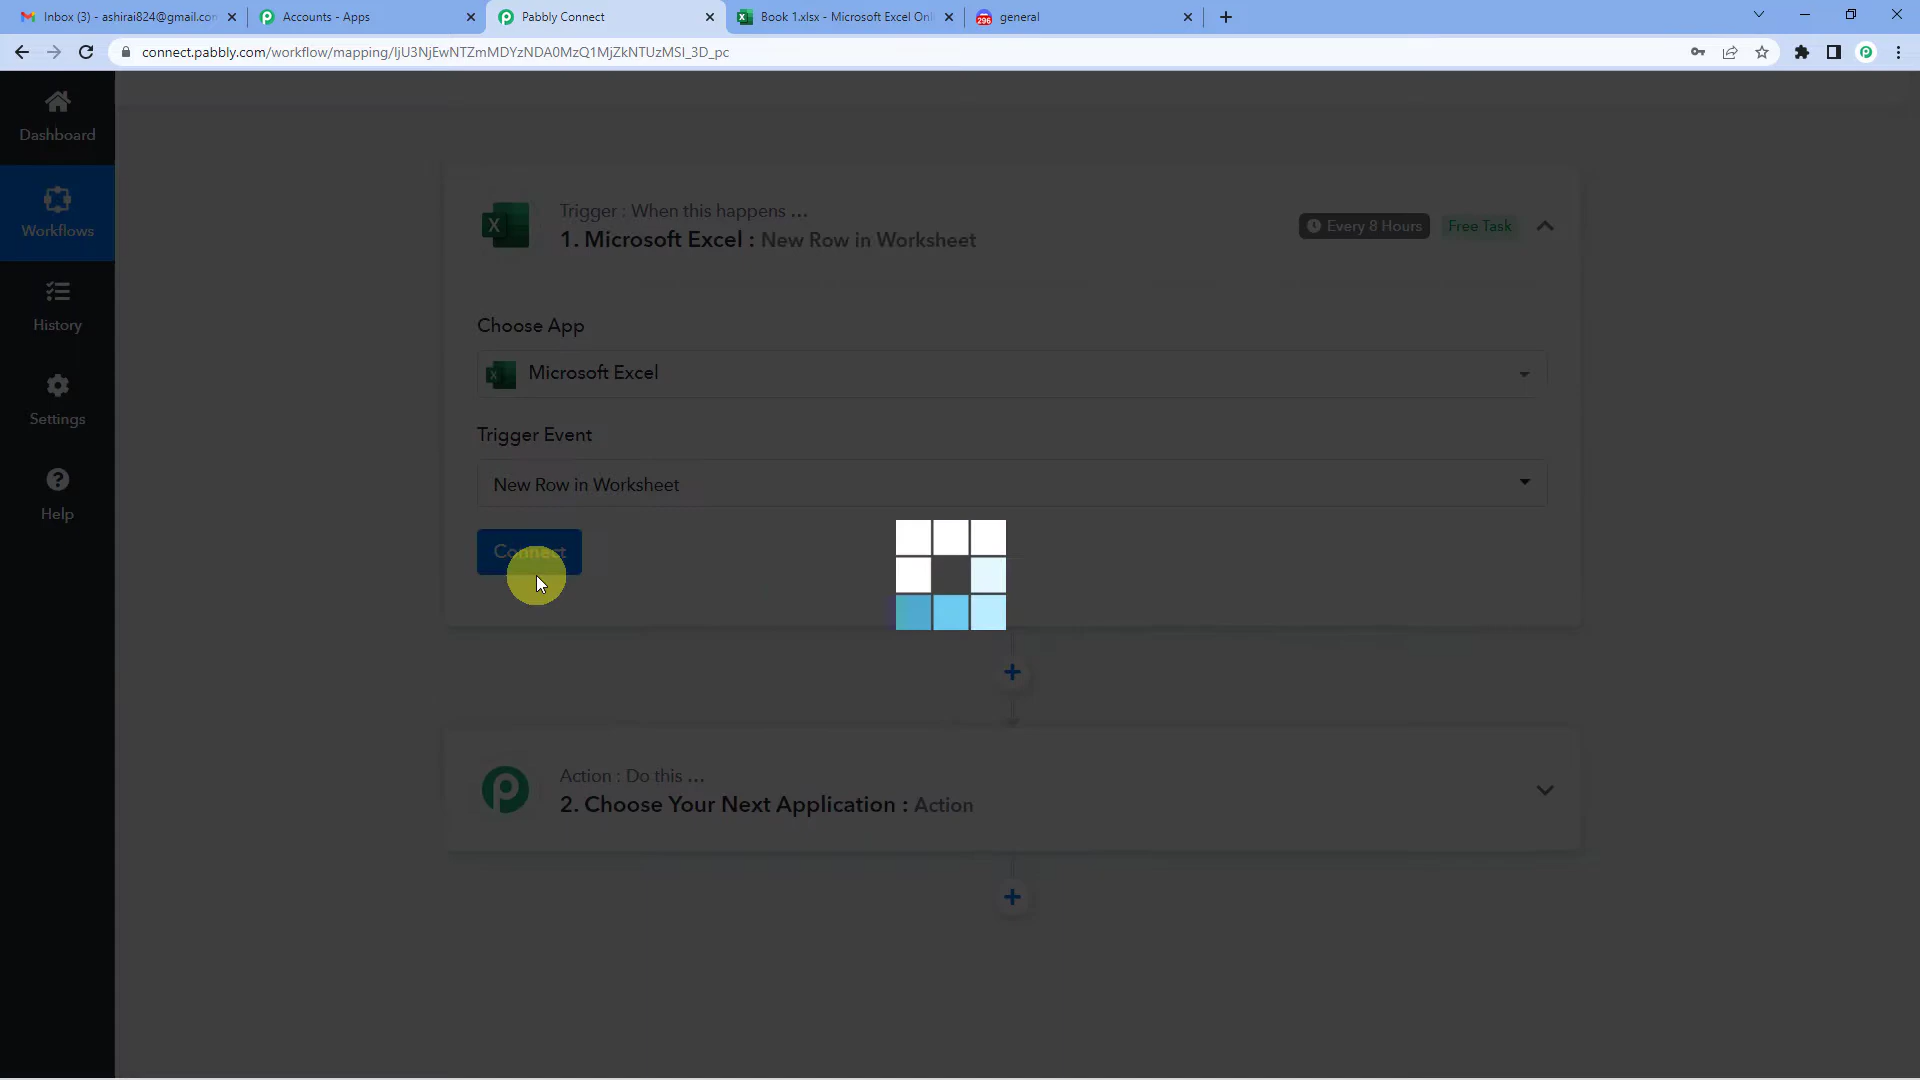 Inbox (3) - ashirai824@gmail.con
Accounts - Apps
Pabbly Connect
Book 1.xlsx - Microsoft Excel Onl
296
general
connect.pabbly.com/workflow/mapping/IjU3NjEwNTZmMDYzNDA0MzQ1MjZkNTUzMSI_3D_pc
Dashboard
Workflows
History
Settings
Help
Trigger : When this happens ...
1. Microsoft Excel : New Row in Worksheet
Every 8 Hours
Free Task
Choose App
Microsoft Excel
Trigger Event
New Row in Worksheet
Connect
Action : Do this ...
2. Choose Your Next Application : Action